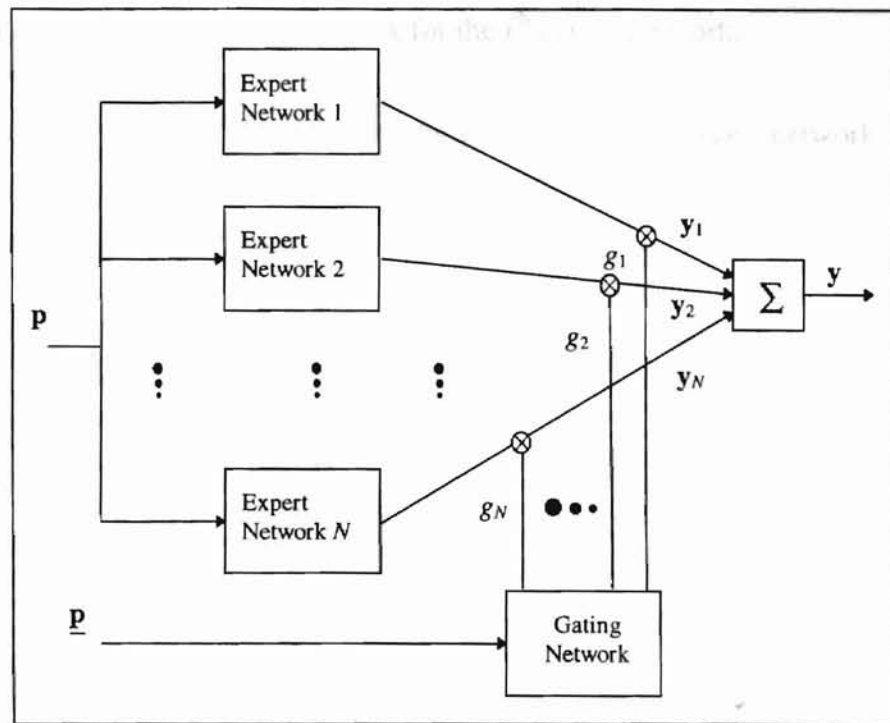 Expert
Network 1
Expert
Network 2
y1
g1
y
Σ
y2
p
g2
yN
Expert
Network N
gN
p
Gating
Network